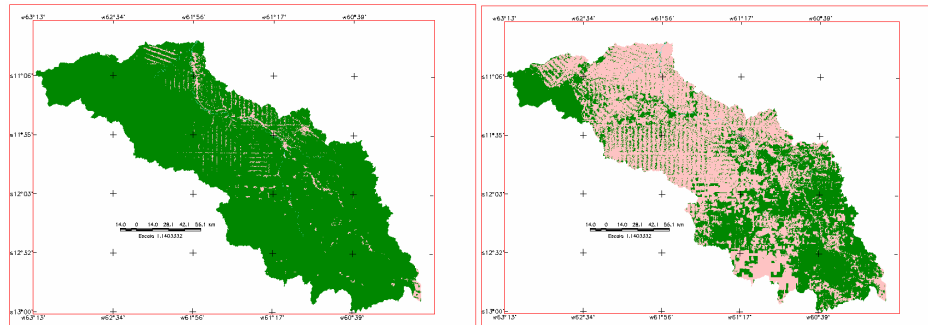 w63°13' w62°34' w61°56' w61°17' w60°39'
s11°06'
s11°35'
s12°03'
14.0 0 14.0 28.1 42.1 56.1 km
Escala 1:1403332
s12°32'
s13°00'
w63°13' w62°34' w61°56' w61°17' w60°39'
w63°13' w62°34' w61°56' w61°17' w60°39'
s11°06'
s11°35'
s12°03'
14.0 0 14.0 28.1 42.1 56.1 km
Escala 1:1403332
s12°32'
s13°00'
w63°13' w62°34' w61°56' w61°17' w60°39'